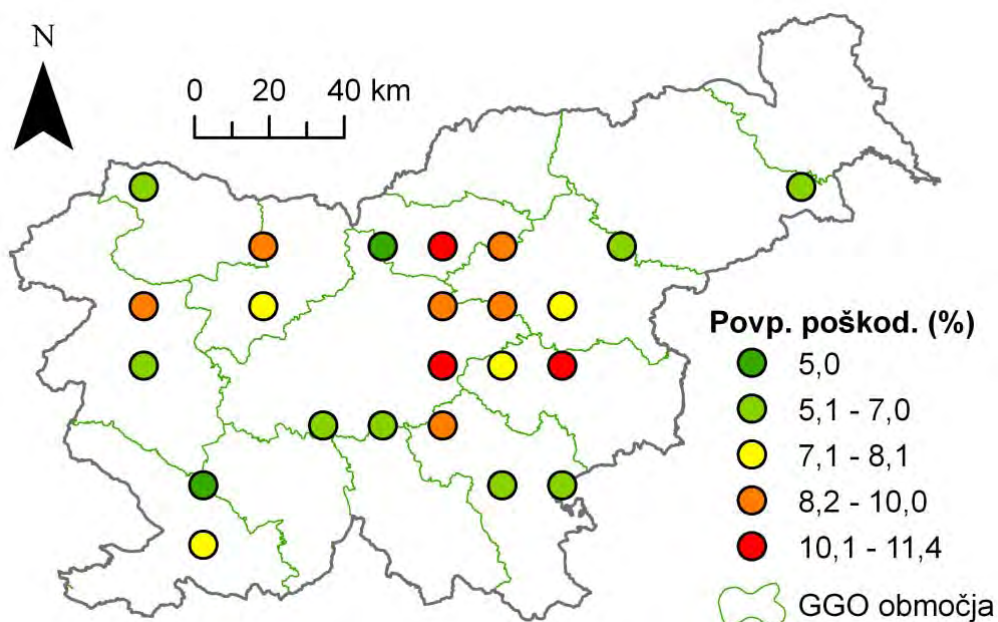 N
0 20 40 km
Povp. poškod. (%)
5,0
5,1 - 7,0
7,1 - 8,1
8,2 - 10,0
10,1 - 11,4
GGO območja